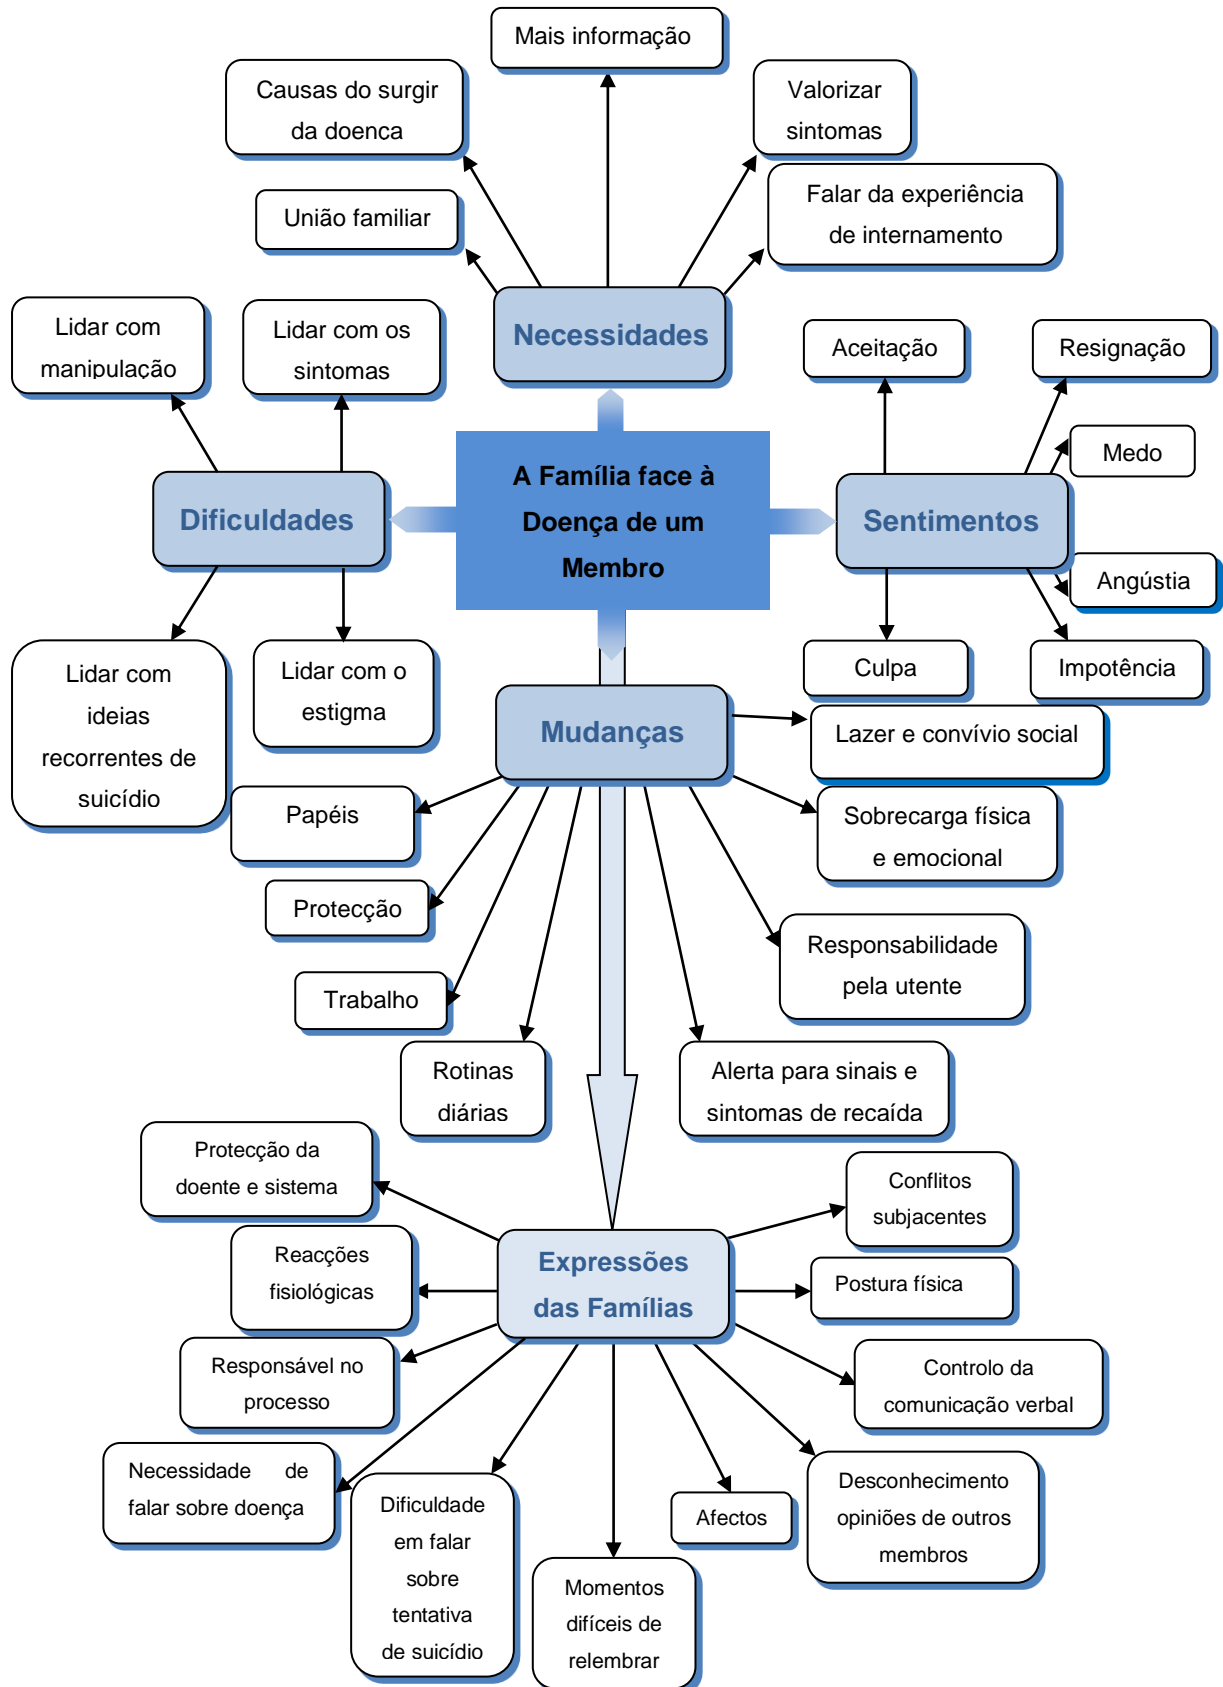 Mais informação
Causas do surgir
da doenca
Valorizar
sintomas
União familiar
Falar da experiência
de internamento
Necessidades
Lidar com
manipulação
Lidar com os
sintomas
Aceitação
Resignação
Medo
A Família face à
Doença de um
Membro
Dificuldades
Sentimentos
Angústia
Lidar com
ideias
recorrentes de
suicídio
Lidar com o
estigma
Culpa
Impotência
Mudanças
Lazer e convívio social
Papéis
Sobrecarga física
e emocional
Protecção
Responsabilidade
pela utente
Trabalho
Rotinas
diárias
Alerta para sinais e
sintomas de recaída
Protecção da
doente e sistema
Conflitos
subjacentes
Reacções
fisiológicas
Expressões
das Famílias
Postura física
Responsável no
processo
Controlo da
comunicação verbal
Necessidade de
falar sobre doença
Dificuldade
em falar
sobre
tentativa
de suicídio
Momentos
difíceis de
relembrar
Afectos
Desconhecimento
opiniões de outros
membros